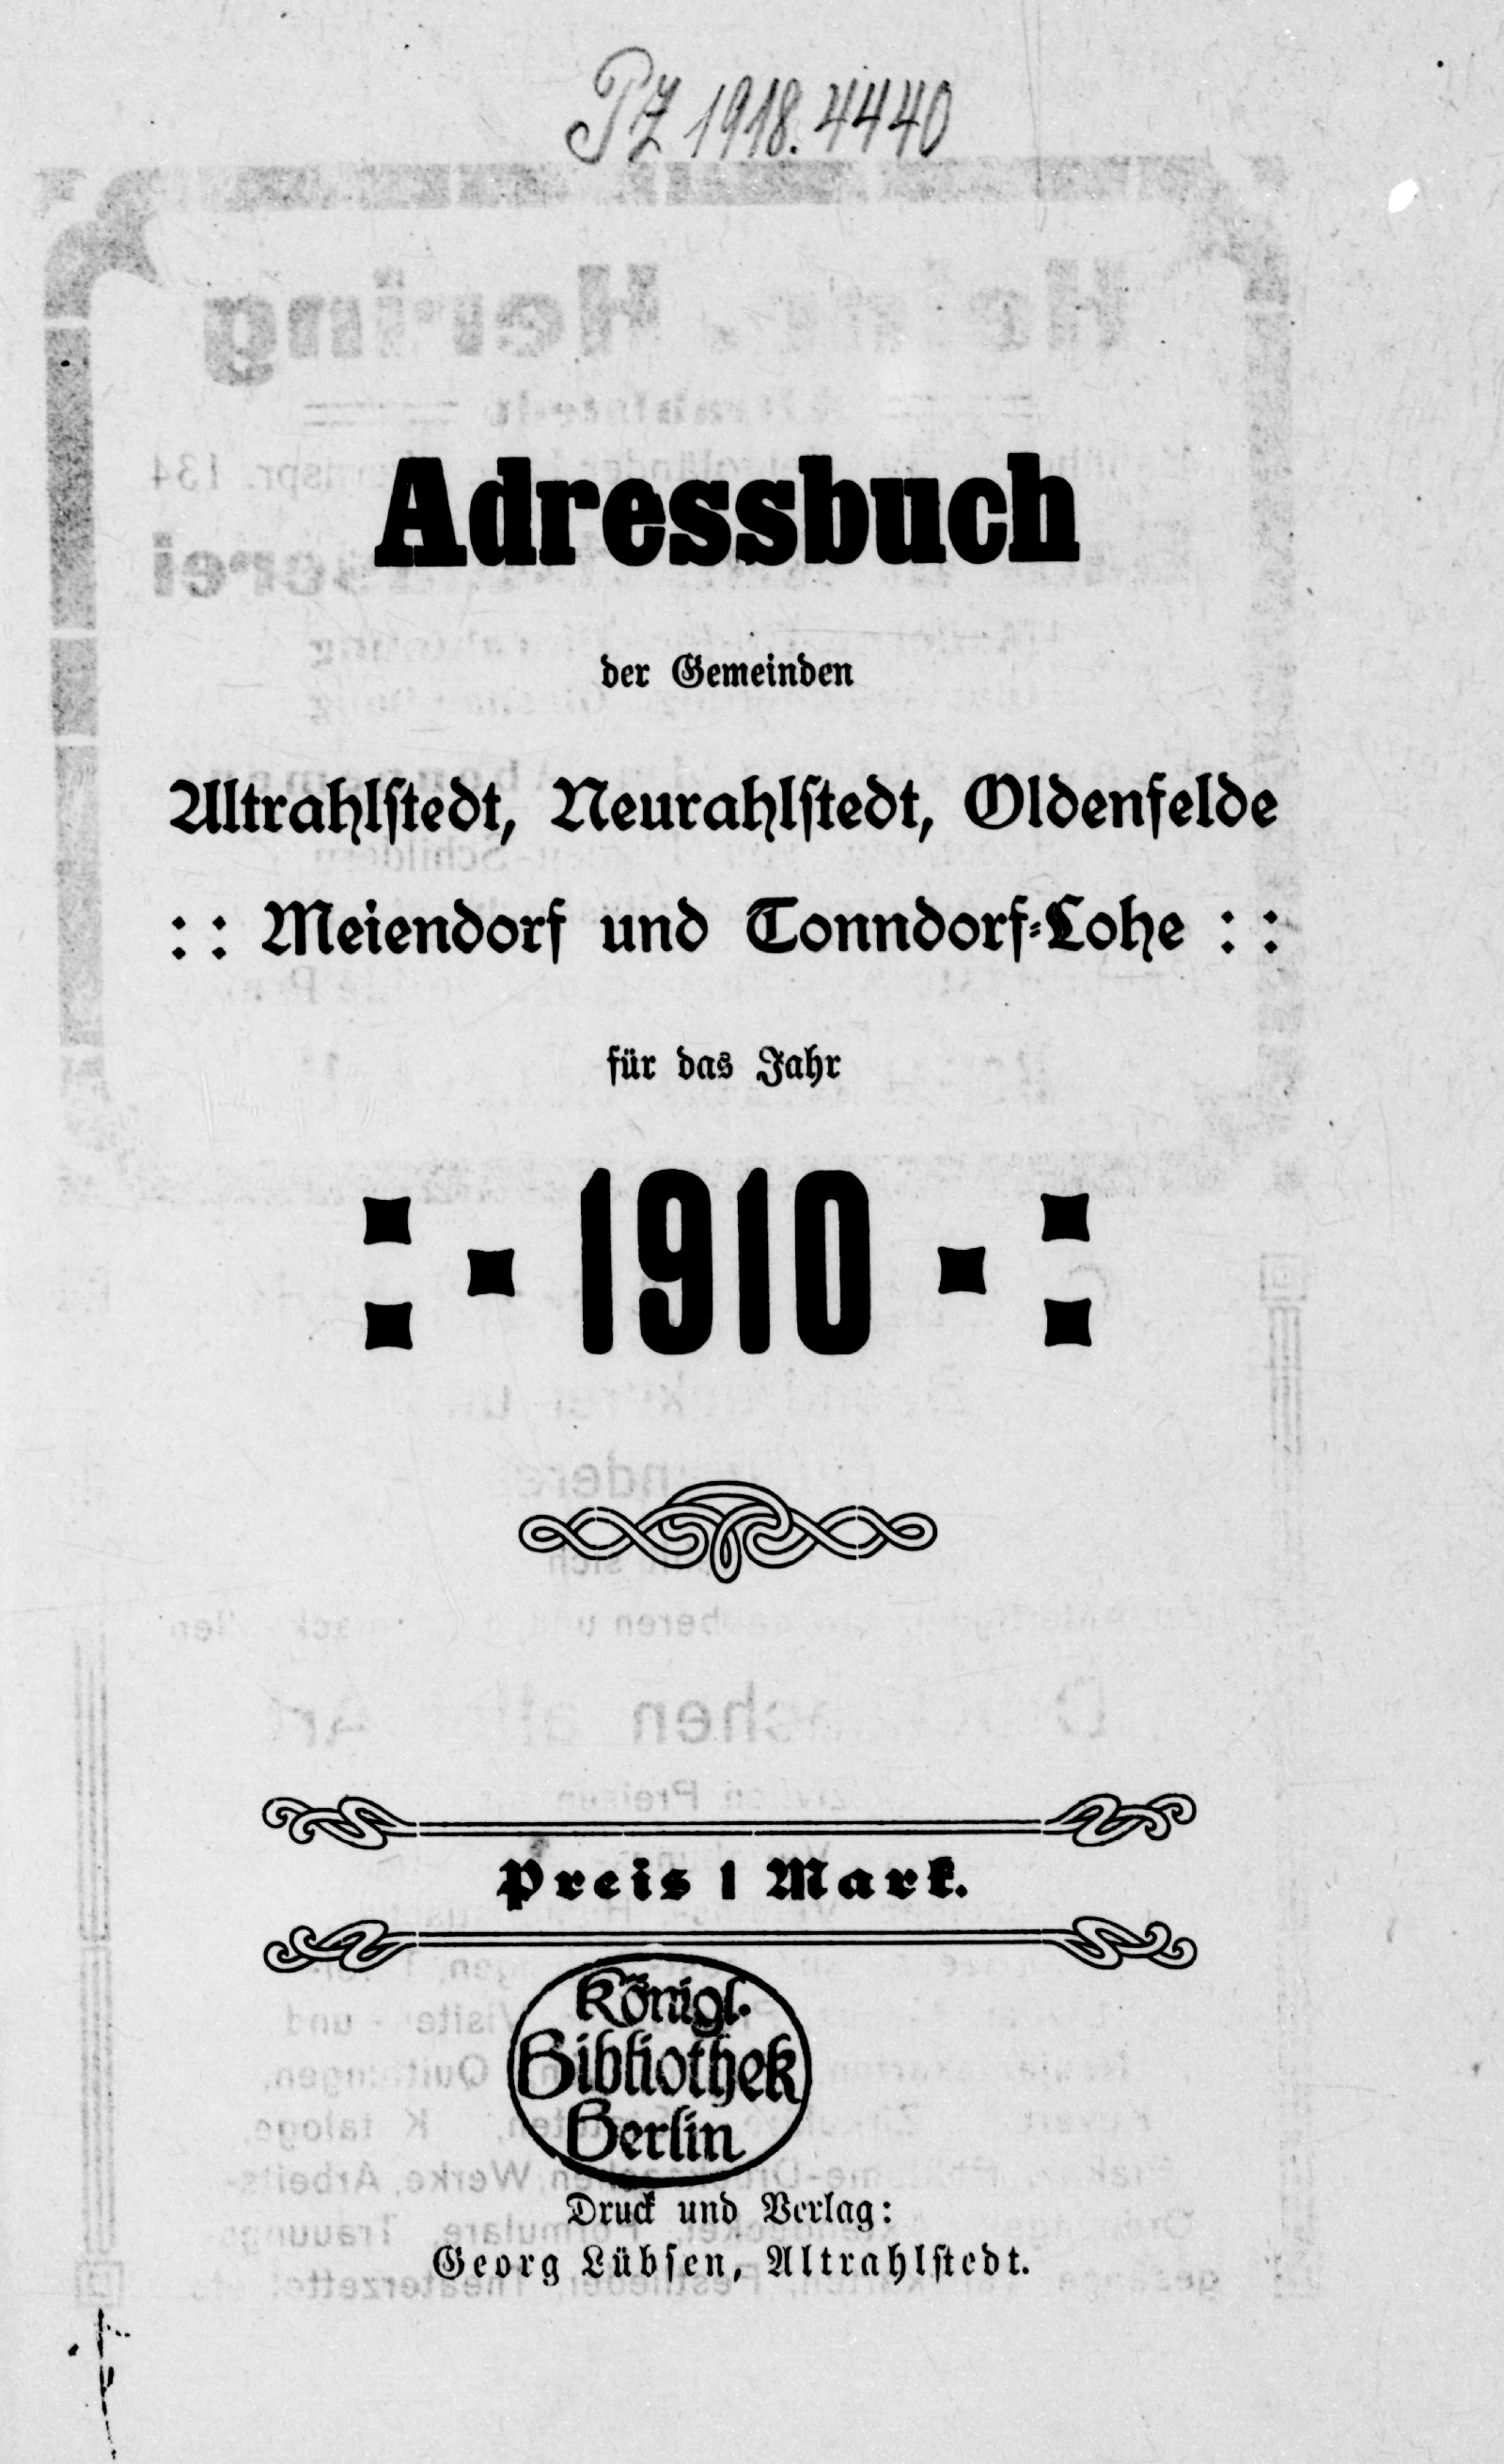 PZ 1918.4440
Adressbuch
der Gemeinden
Altrahlstedt, Neurahlstedt, Oldenfelde
: : Meiendorf und Tonndorf-Lohe : :
für das Jahr
1910
Preis 1 Mark.
Königl.
Bibliothek
Berlin
Druck und Verlag:
Georg Lübsen, Altrahlstedt.